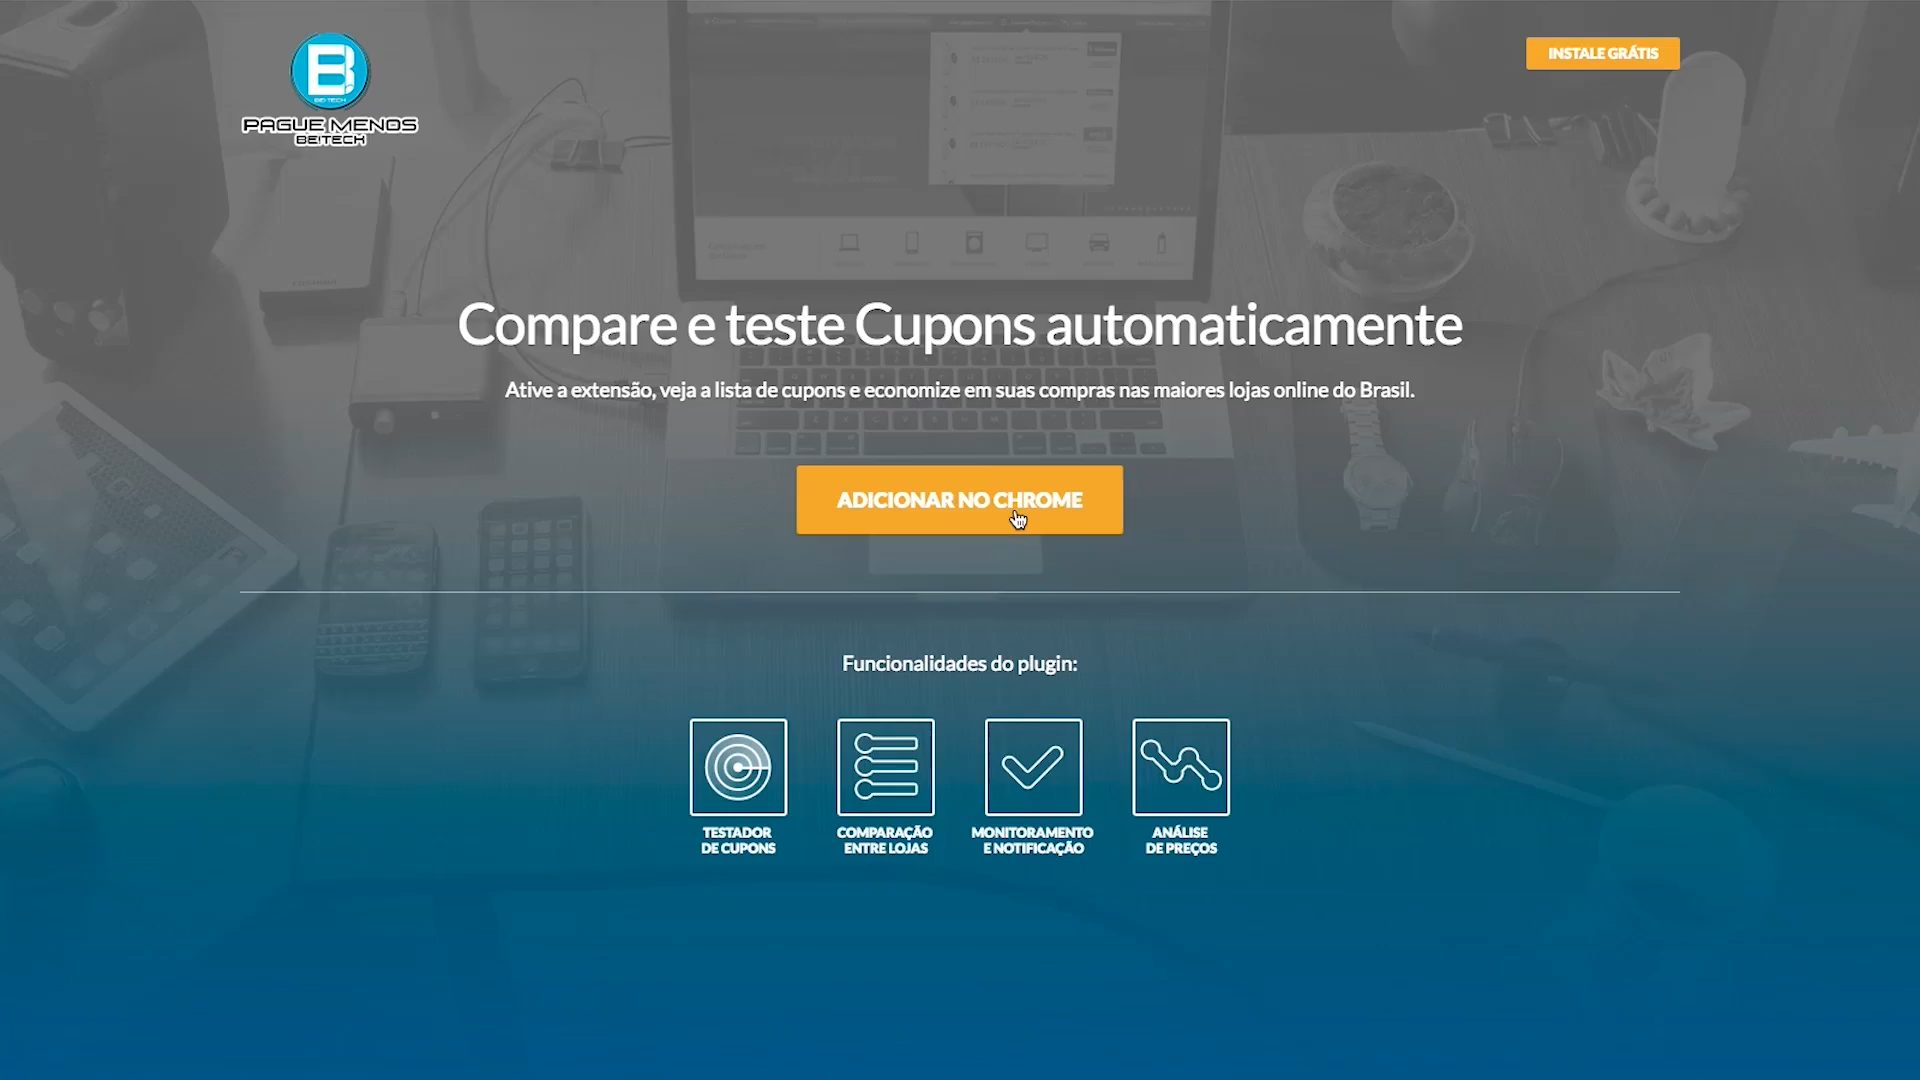 BEITECH
PAGUE MENOS
BEITECH
INSTALE GRÁTIS
Compare e teste Cupons automaticamente
Ative a extensão, veja a lista de cupons e economize em suas compras nas maiores lojas online do Brasil.
ADICIONAR NO CHROME
Funcionalidades do plugin:
TESTADOR
DE CUPONS
COMPARAÇÃO
ENTRE LOJAS
MONITORAMENTO
E NOTIFICAÇÃO
ANÁLISE
DE PREÇOS